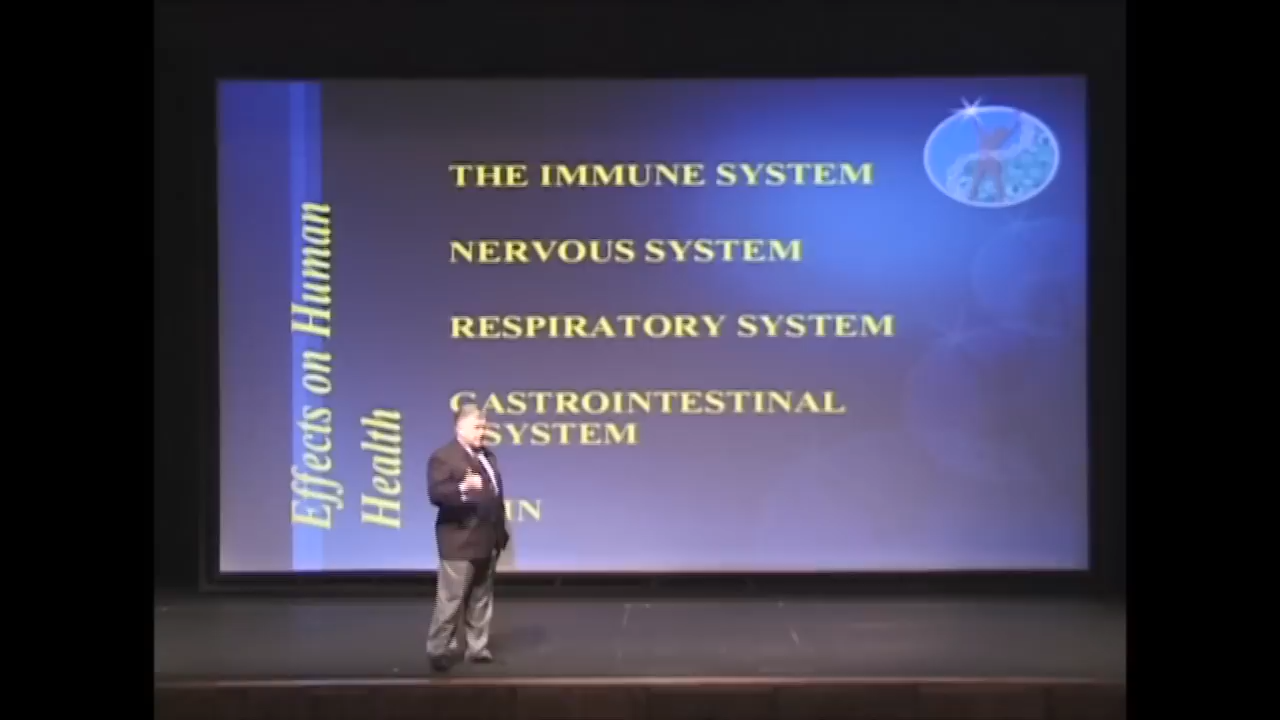 Effects on Human
Health
THE IMMUNE SYSTEM
NERVOUS SYSTEM
RESPIRATORY SYSTEM
GASTROINTESTINAL
SYSTEM